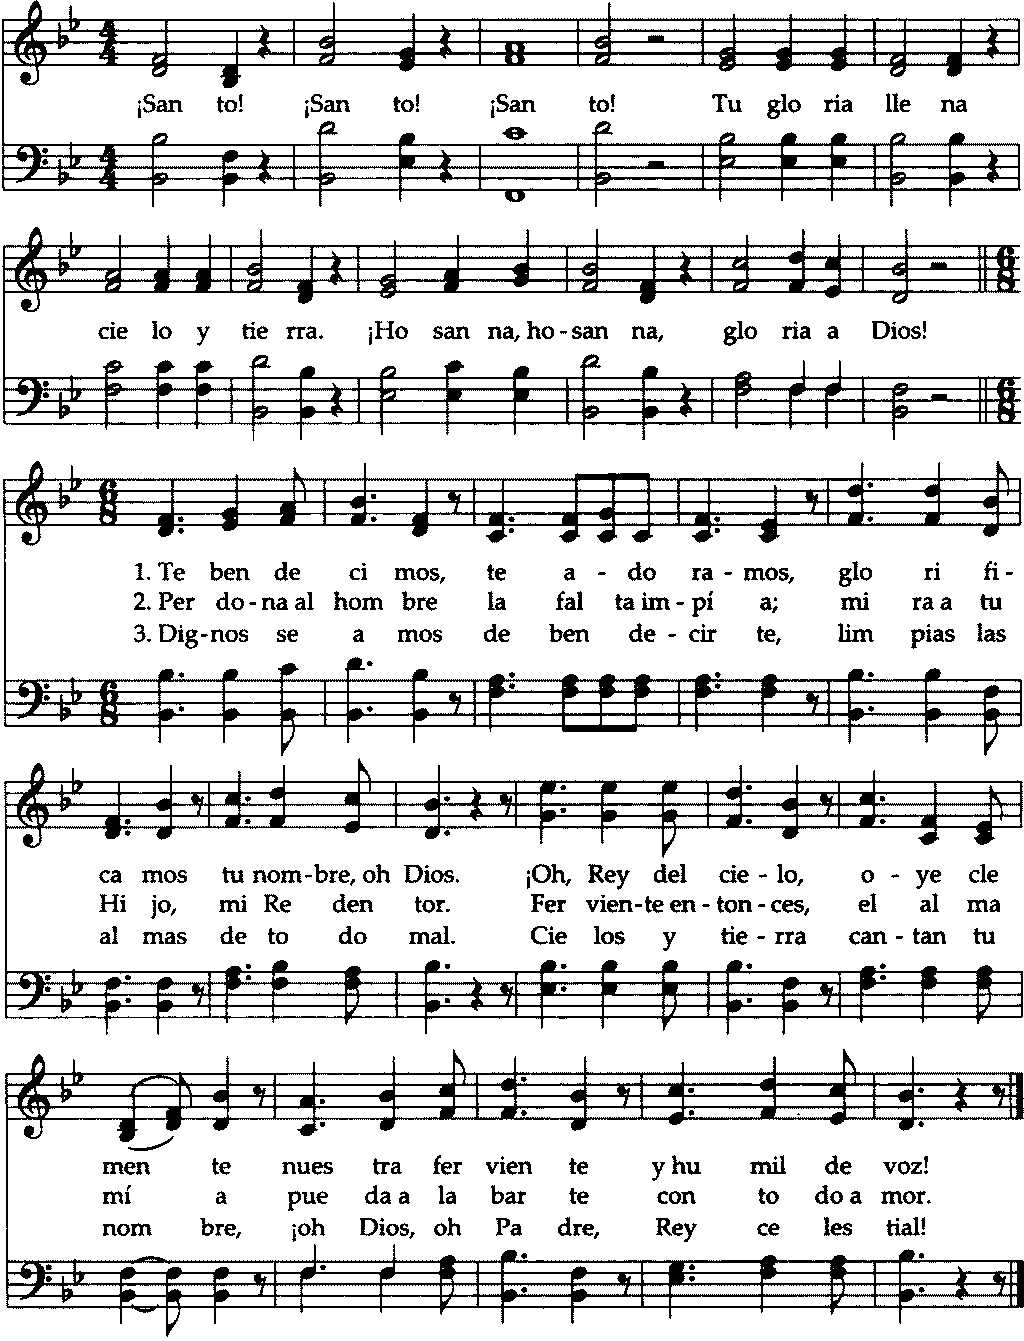 ¡San to! ¡San to! ¡San to! Tu glo ria lle na
cie lo y tie rra. ¡Ho san na, ho - san na, glo ria a Dios!
1. Te ben de ci mos, te a - do ra - mos, glo ri fi -
2. Per do - na al hom bre la fal ta im - pí a; mi ra a tu
3. Dig - nos se a mos de ben de - cir te, lim pias las
ca mos tu nom - bre, oh Dios. ¡Oh, Rey del cie - lo, o - ye cle
Hi jo, mi Re den tor. Fer vien - te en - ton - ces, el al ma
al mas de to do mal. Cie los y tie - rra can - tan tu
men te nues tra fer vien te y hu mil de voz!
mí a pue da a la bar te con to do a mor.
nom bre, ¡oh Dios, oh Pa dre, Rey ce les tial!